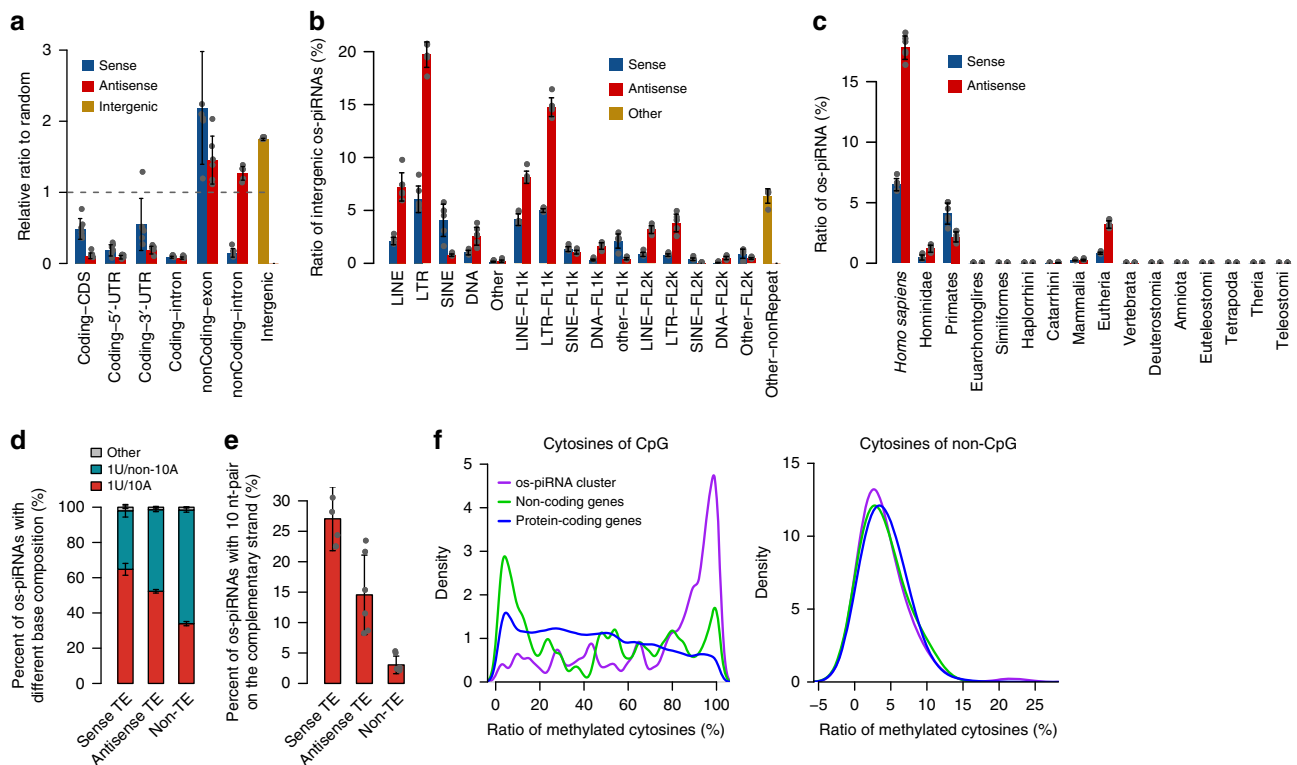 a
Relative ratio to random
3
2
1
0
Sense
Antisense
Intergenic
Coding–CDS
Coding–5′-UTR
Coding–3′-UTR
Coding–intron
nonCoding–exon
nonCoding–intron
Intergenic
b
Ratio of intergenic os-piRNAs (%)
20
15
10
5
0
Sense
Antisense
Other
LINE
LTR
SINE
DNA
Other
LINE–FL1k
LTR–FL1k
SINE–FL1k
DNA–FL1k
other–FL1k
LINE–FL2k
LTR–FL2k
SINE–FL2k
DNA–FL2k
Other–FL2k
Other–nonRepeat
c
Ratio of os-piRNA (%)
15
10
5
0
Sense
Antisense
Homo sapiens
Hominidae
Primates
Euarchontoglires
Simiiformes
Haplorrhini
Catarrhini
Mammalia
Eutheria
Vertebrata
Deuterostomia
Amniota
Euteleostomi
Tetrapoda
Theria
Teleostomi
d
Other
1U/non-10A
1U/10A
Percent of os-piRNAs with
different base composition (%)
100
80
60
40
20
0
Sense TE
Antisense TE
Non-TE
e
Percent of os-piRNAs with 10 nt-pair
on the complementary strand (%)
30
25
20
15
10
5
0
Sense TE
Antisense TE
Non-TE
f
Cytosines of CpG
Density
5
4
3
2
1
0
os-piRNA cluster
Non-coding genes
Protein-coding genes
0 20 40 60 80 100
Ratio of methylated cytosines (%)
Cytosines of non-CpG
Density
15
10
5
0
−5 0 5 10 15 20 25
Ratio of methylated cytosines (%)